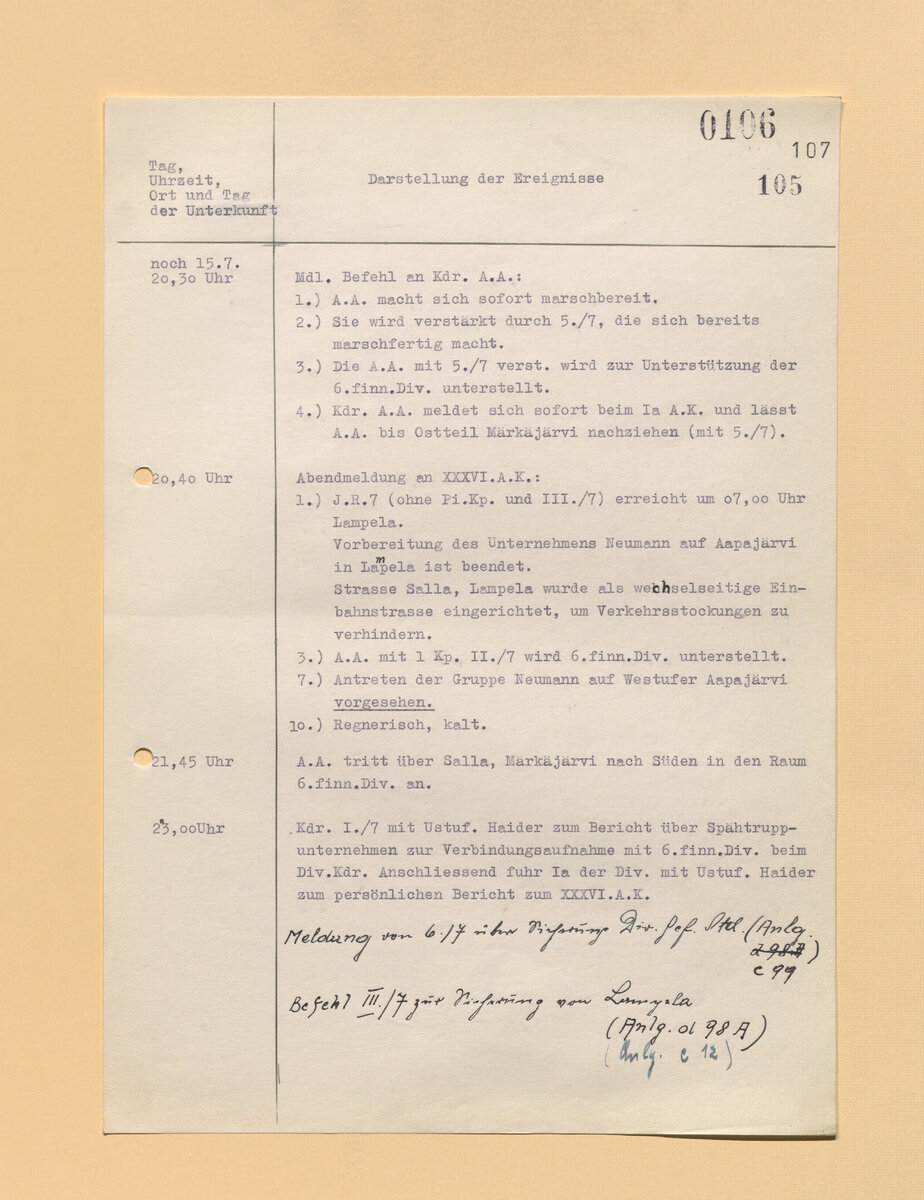 0106
107
105
Tag,
Uhrzeit,
Ort und Tag
der Unterkunft
Darstellung der Ereignisse
noch 15.7.
2o,3o Uhr
Mdl. Befehl an Kdr. A.A.:
1.) A.A. macht sich sofort marschbereit.
2.) Sie wird verstärkt durch 5./7, die sich bereits
marschfertig macht.
3.) Die A.A. mit 5./7 verst. wird zur Unterstützung der
6.finn.Div. unterstellt.
4.) Kdr. A.A. meldet sich sofort beim Ia A.K. und lässt
A.A. bis Ostteil Märkäjärvi nachziehen (mit 5./7).
2o,4o Uhr
Abendmeldung an XXXVI.A.K.:
1.) J.R.7 (ohne Pi.Kp. und III./7) erreicht um o7,oo Uhr
Lampela.
Vorbereitung des Unternehmens Neumann auf Aapajärvi
in Lampela ist beendet.
Strasse Salla, Lampela wurde als wechselseitige Ein-
bahnstrasse eingerichtet, um Verkehrsstockungen zu
verhindern.
3.) A.A. mit 1 Kp. II./7 wird 6.finn.Div. unterstellt.
7.) Antreten der Gruppe Neumann auf Westufer Aapajärvi
vorgesehen.
1o.) Regnerisch, kalt.
21,45 Uhr
A.A. tritt über Salla, Märkäjärvi nach Süden in den Raum
6.finn.Div. an.
23,ooUhr
Kdr. I./7 mit Ustuf. Haider zum Bericht über Spähtrupp-
unternehmen zur Verbindungsaufnahme mit 6.finn.Div. beim
Div.Kdr. Anschliessend fuhr Ia der Div. mit Ustuf. Haider
zum persönlichen Bericht zum XXXVI.A.K.
Meldung von 6./7 über Sicherung Div. Gef. Std. (Anlg.
d 98 A)
c 99
Befehl III./7 zur Sicherung von Lampela
(Anlg. d 98 A)
(Anlg. c 12)